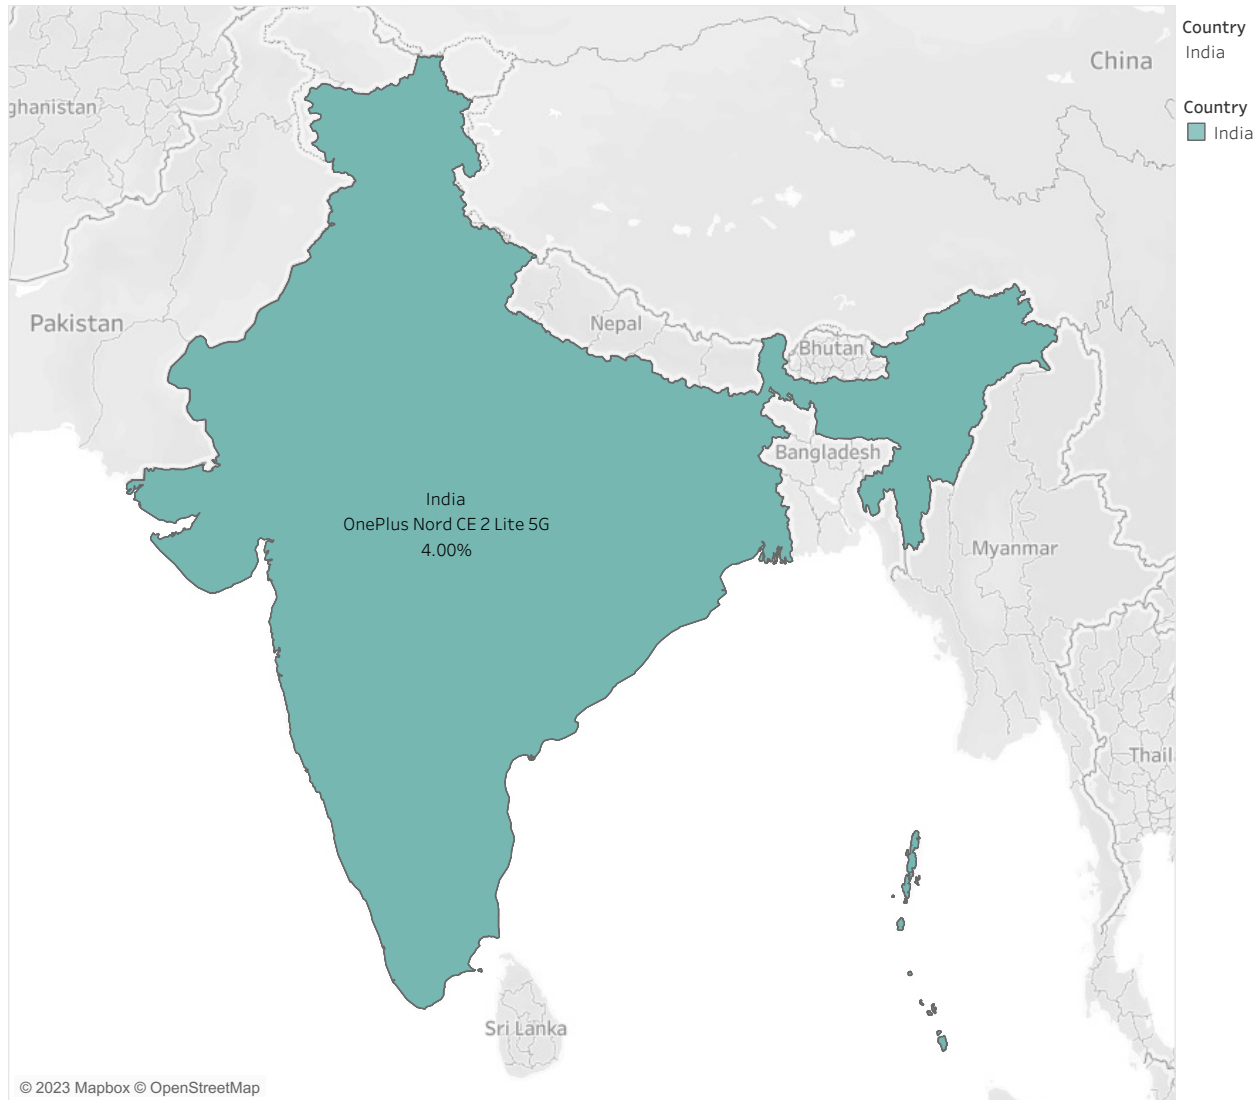 Country
India
Country
India
China
ghanistan
Pakistan
Nepal
Bhutan
Bangladesh
India
OnePlus Nord CE 2 Lite 5G
4.00%
Myanmar
Thail
Sri Lanka
© 2023 Mapbox © OpenStreetMap